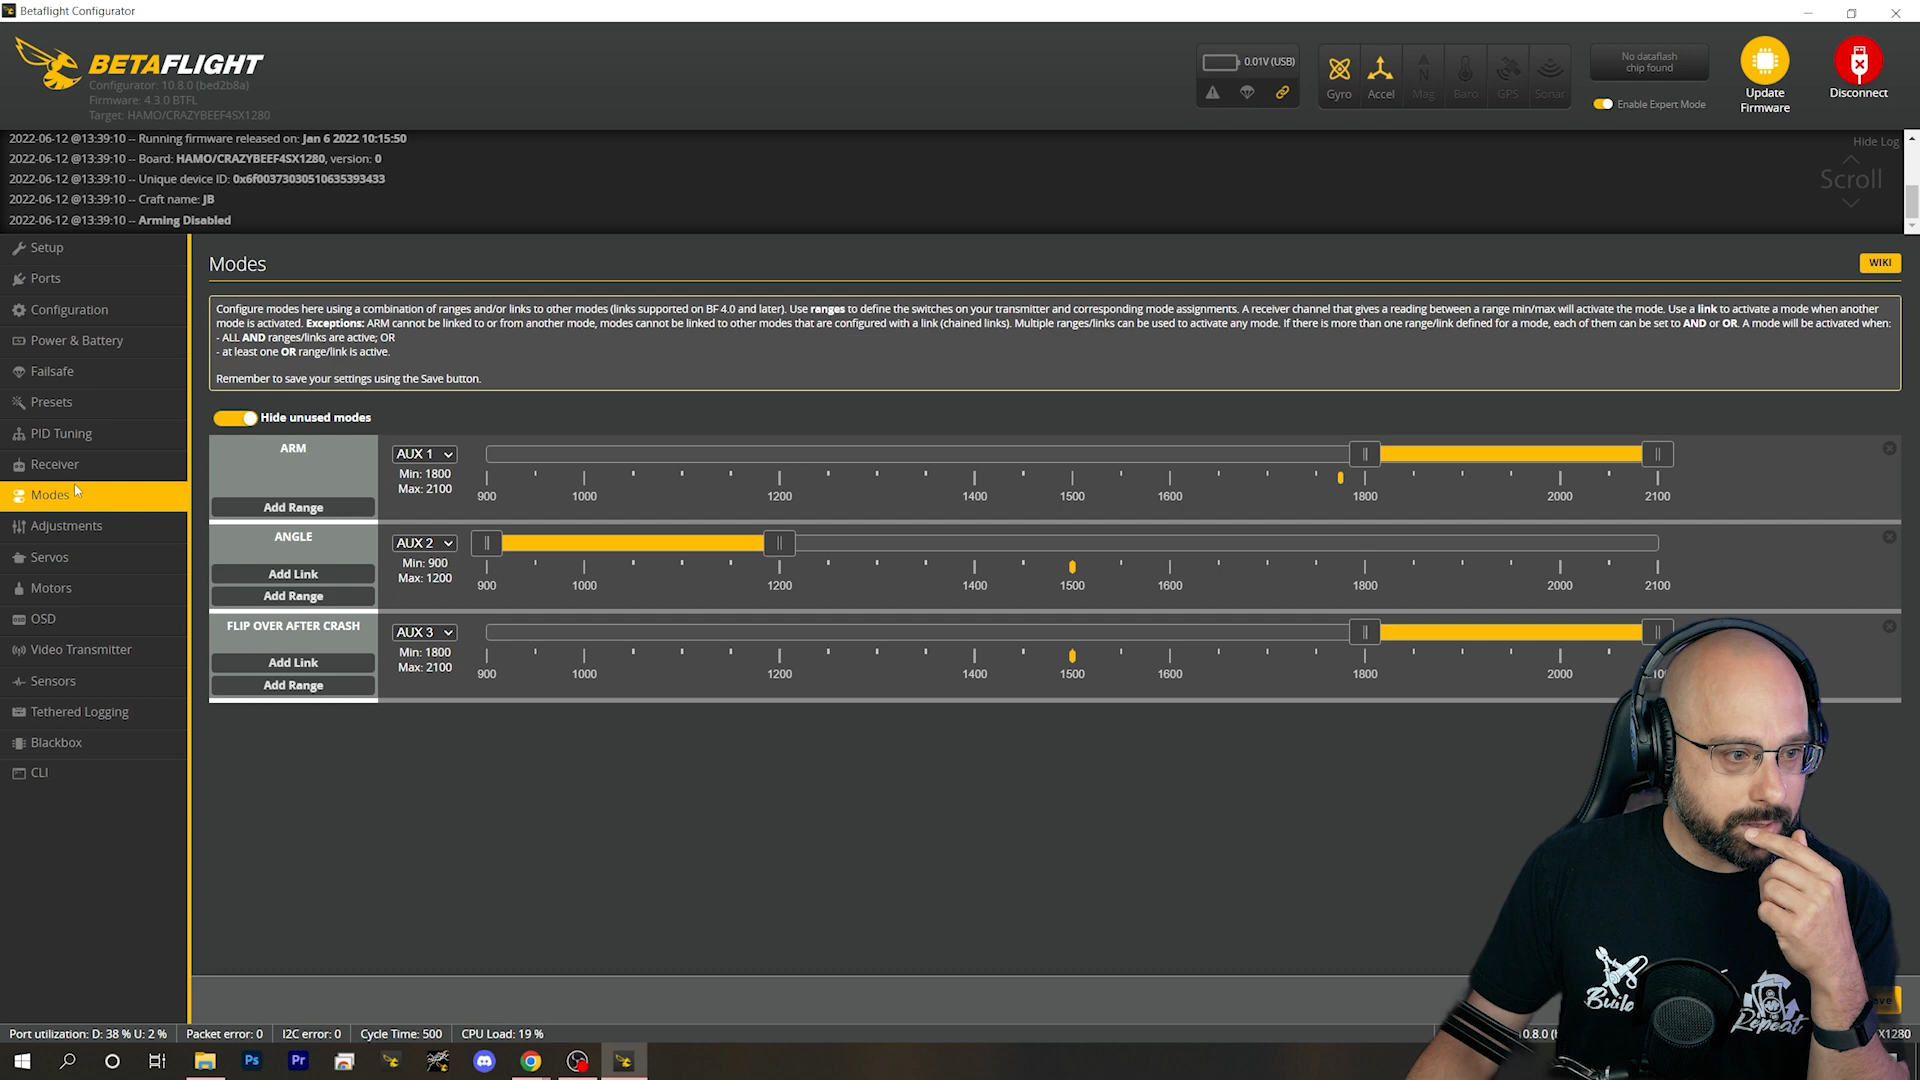 Betaflight Configurator
BETAFLIGHT
Configurator: 10.8.0 (bed2b8a)
Firmware: 4.3.0 BTFL
Target: HAMO/CRAZYBEEF4SX1280
0.01V (USB)
Gyro
Accel
Mag
Baro
GPS
Sonar
No dataflash
chip found
Enable Expert Mode
Update
Firmware
Disconnect
2022-06-12 @13:39:10 -- Running firmware released on: Jan 6 2022 10:15:50
2022-06-12 @13:39:10 -- Board: HAMO/CRAZYBEEF4SX1280, version: 0
2022-06-12 @13:39:10 -- Unique device ID: 0x6f00373030510635393433
2022-06-12 @13:39:10 -- Craft name: JB
2022-06-12 @13:39:10 -- Arming Disabled
Hide Log
Scroll
Setup
Ports
Configuration
Power & Battery
Failsafe
Presets
PID Tuning
Receiver
Modes
Adjustments
Servos
Motors
OSD
Video Transmitter
Sensors
Tethered Logging
Blackbox
CLI
Modes
WIKI
Configure modes here using a combination of ranges and/or links to other modes (links supported on BF 4.0 and later). Use ranges to define the switches on your transmitter and corresponding mode assignments. A receiver channel that gives a reading between a range min/max will activate the mode. Use a link to activate a mode when another
mode is activated. Exceptions: ARM cannot be linked to or from another mode, modes cannot be linked to other modes that are configured with a link (chained links). Multiple ranges/links can be used to activate any mode. If there is more than one range/link defined for a mode, each of them can be set to AND or OR. A mode will be activated when:
- ALL AND ranges/links are active; OR
- at least one OR range/link is active.
Remember to save your settings using the Save button.
Hide unused modes
ARM
Add Range
AUX 1
Min: 1800
Max: 2100
900 1000 1200 1400 1500 1600 1800 2000 2100
ANGLE
Add Link
Add Range
AUX 2
Min: 900
Max: 1200
900 1000 1200 1400 1500 1600 1800 2000 2100
FLIP OVER AFTER CRASH
Add Link
Add Range
AUX 3
Min: 1800
Max: 2100
900 1000 1200 1400 1500 1600 1800 2000
Build
Repeat
Port utilization: D: 38 % U: 2 %
Packet error: 0
I2C error: 0
Cycle Time: 500
CPU Load: 19 %
0.8.0 (b
X1280
Ps
Pr